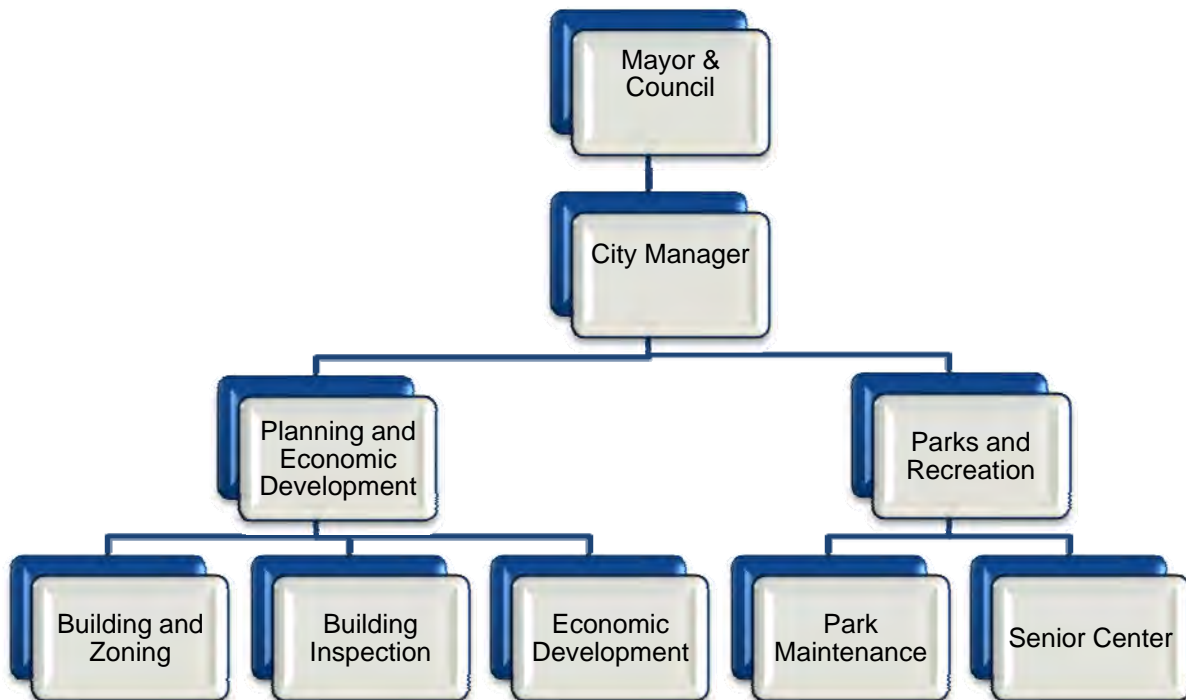 Mayor &
Council
City Manager
Planning and
Economic
Development
Parks and
Recreation
Building and
Zoning
Building
Inspection
Economic
Development
Park
Maintenance
Senior Center